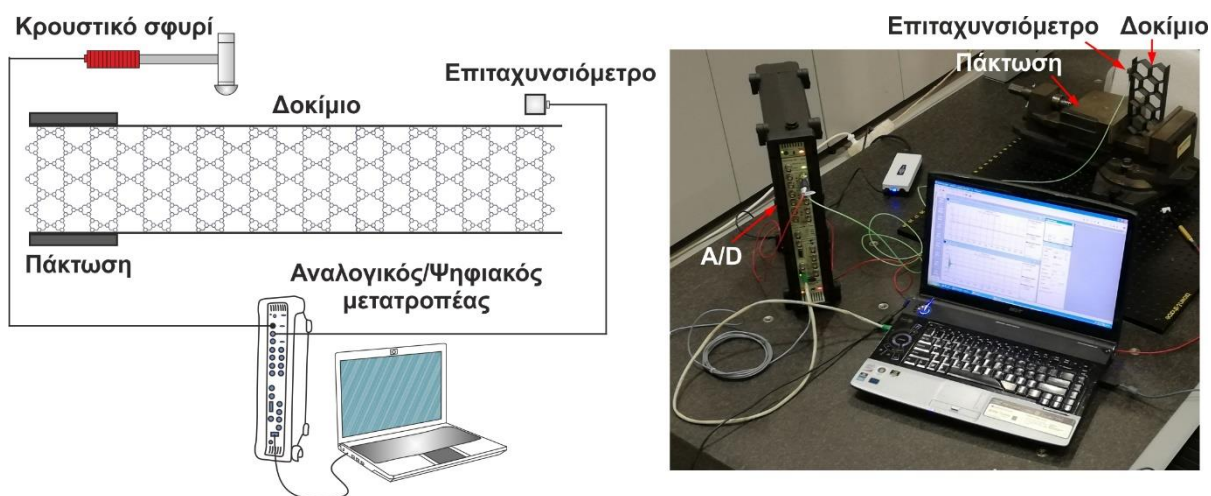 Κρουστικό σφυρί
Επιταχυνσιόμετρο
Δοκίμιο
Πάκτωση
Αναλογικός/Ψηφιακός
μετατροπέας
Επιταχυνσιόμετρο
Δοκίμιο
Πάκτωση
A/D